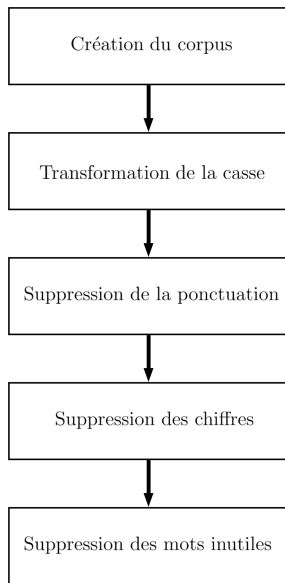 Création du corpus
Transformation de la casse
Suppression de la ponctuation
Suppression des chiffres
Suppression des mots inutiles